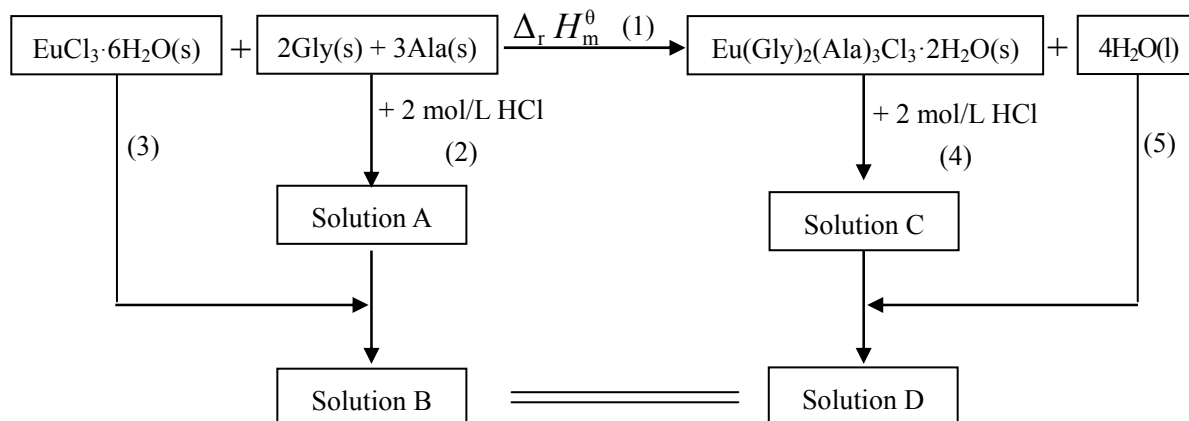 EuCl₃·6H₂O(s) + 2Gly(s) + 3Ala(s) Δᵣ Hₘᶿ (1) Eu(Gly)₂(Ala)₃Cl₃·2H₂O(s) + 4H₂O(l)
(3) + 2 mol/L HCl (2) + 2 mol/L HCl (4) (5)
Solution A Solution C
Solution B Solution D